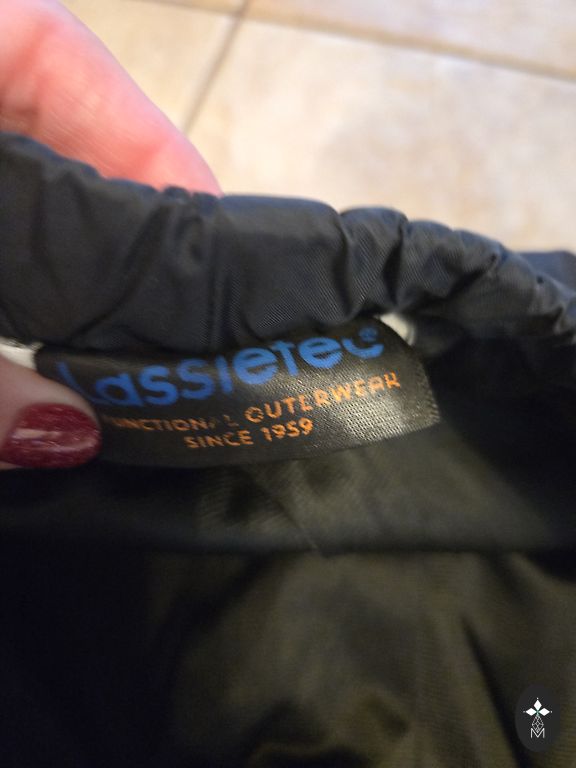 Lassietec®
FUNCTIONAL OUTERWEAR
SINCE 1959